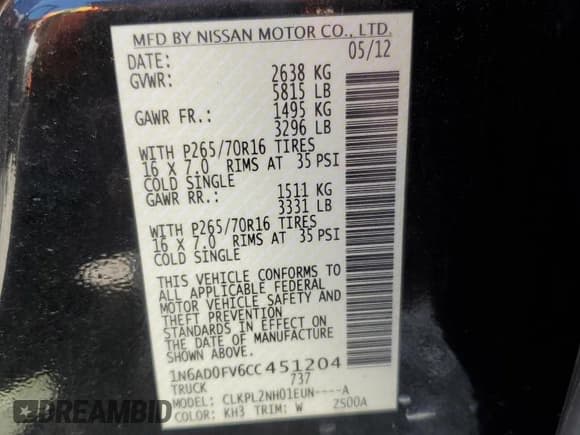 MFD BY NISSAN MOTOR CO., LTD.
DATE: 05/12
GVWR: 2638 KG
5815 LB
GAWR FR.: 1495 KG
3296 LB
WITH P265/70R16 TIRES
16 X 7.0 RIMS AT 35 PSI
COLD SINGLE
GAWR RR.: 1511 KG
3331 LB
WITH P265/70R16 TIRES
16 X 7.0 RIMS AT 35 PSI
COLD SINGLE
THIS VEHICLE CONFORMS TO
ALL APPLICABLE FEDERAL
MOTOR VEHICLE SAFETY AND
THEFT PREVENTION
STANDARDS IN EFFECT ON
THE DATE OF MANUFACTURE
SHOWN ABOVE.
1N6AD0FV6CC451204
TRUCK 737
MODEL: CLKPL2NH01EUN----A
COLOR: KH3 TRIM: W 2S00A
DREAMBID